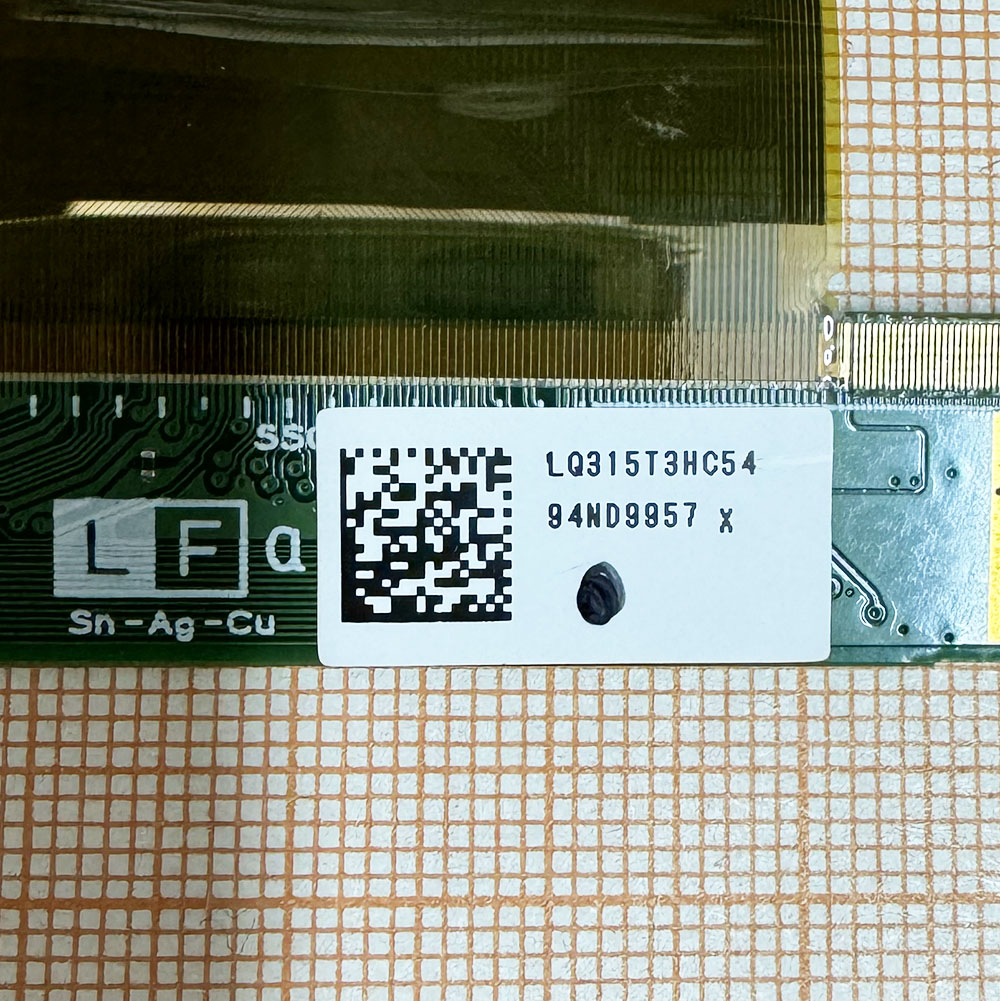 LQ315T3HC54
94ND9957 X
LF a
Sn-Ag-Cu